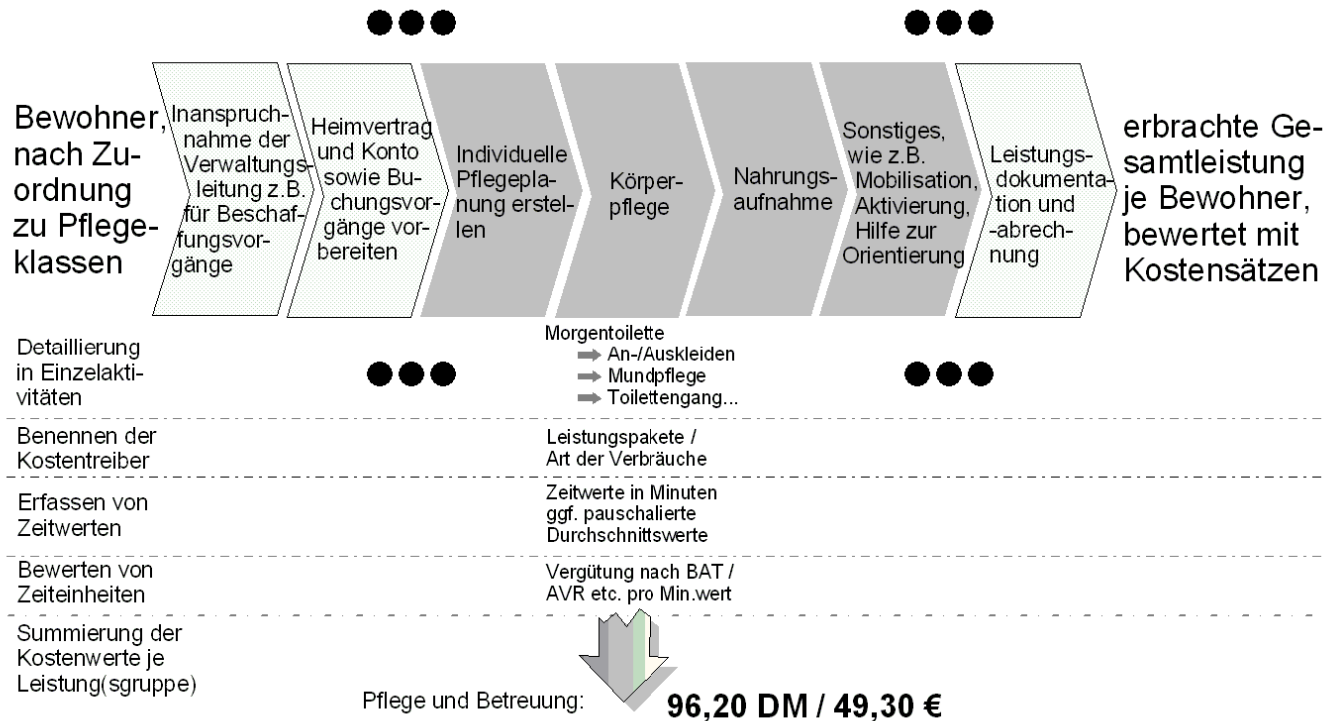 Bewohner,
nach Zu-
ordnung
zu Pflege-
klassen
Inanspruch-
nahme der
Verwaltungs-
leitung z.B.
für Beschaf-
fungsvor-
gänge
Heimvertrag
und Konto
sowie Bu-
chungsvor-
gänge vor-
bereiten
Individuelle
Pflegepla-
nung erstel-
len
Körper-
pflege
Nahrungs-
aufnahme
Sonstiges,
wie z.B.
Mobilisation,
Aktivierung,
Hilfe zur
Orientierung
Leistungs-
dokumenta-
tion und
-abrech-
nung
erbrachte Ge-
samtleistung
je Bewohner,
bewertet mit
Kostensätzen
Detaillierung
in Einzelakti-
vitäten
Morgentoilette
An-/Auskleiden
Mundpflege
Toilettengang...
Benennen der
Kostentreiber
Leistungspakete /
Art der Verbräuche
Erfassen von
Zeitwerten
Zeitwerte in Minuten
ggf. pauschalierte
Durchschnittswerte
Bewerten von
Zeiteinheiten
Vergütung nach BAT /
AVR etc. pro Min.wert
Summierung der
Kostenwerte je
Leistung(sgruppe)
Pflege und Betreuung: 96,20 DM / 49,30 €